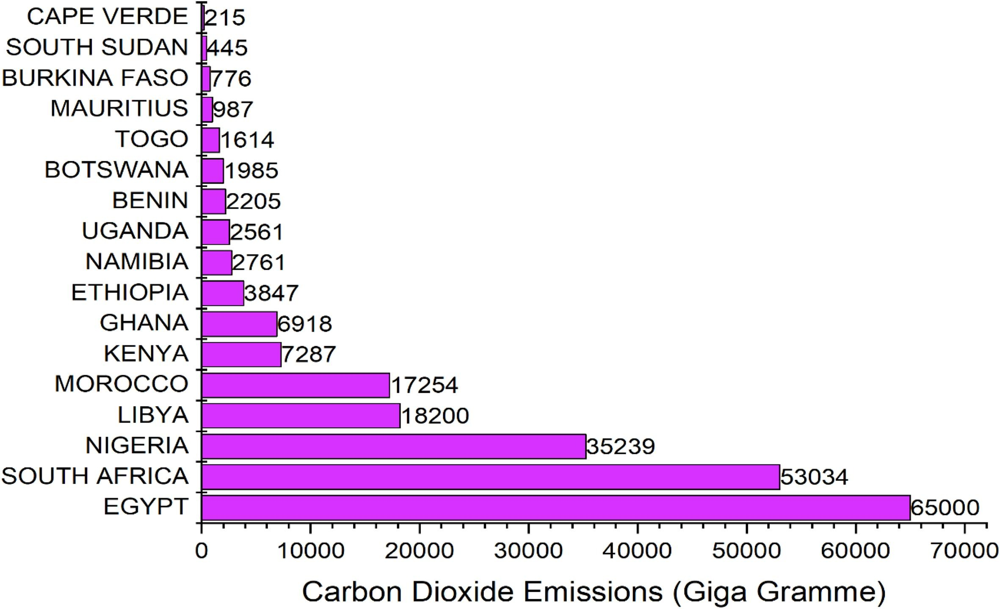 CAPE VERDE 215
SOUTH SUDAN 445
BURKINA FASO 776
MAURITIUS 987
TOGO 1614
BOTSWANA 1985
BENIN 2205
UGANDA 2561
NAMIBIA 2761
ETHIOPIA 3847
GHANA 6918
KENYA 7287
MOROCCO 17254
LIBYA 18200
NIGERIA 35239
SOUTH AFRICA 53034
EGYPT 65000
0 10000 20000 30000 40000 50000 60000 70000
Carbon Dioxide Emissions (Giga Gramme)